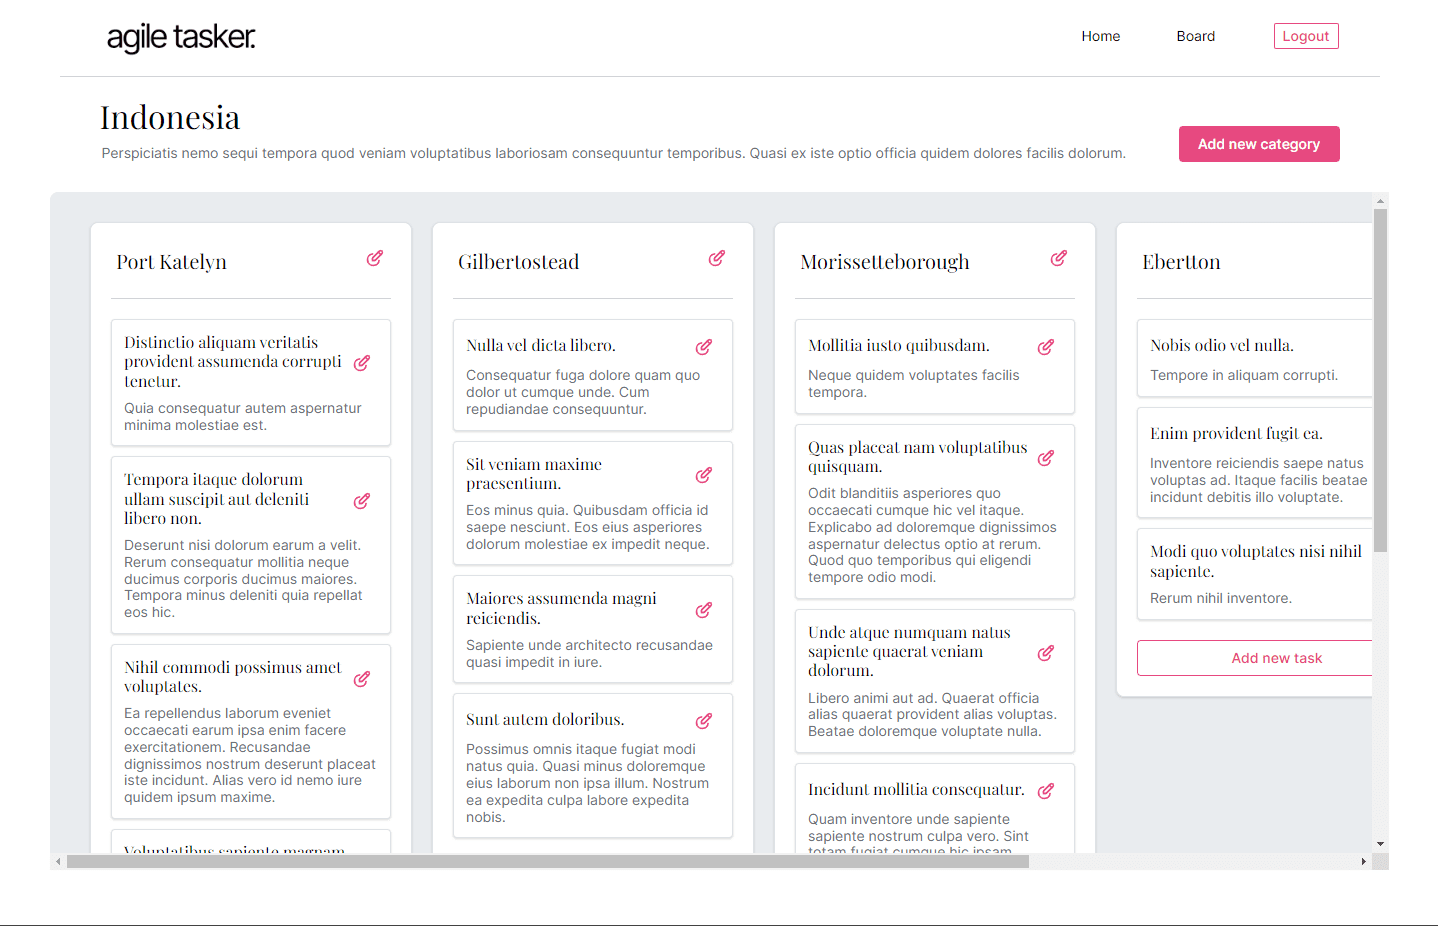 agile tasker.
Home
Board
Logout
Indonesia
Perspiciatis nemo sequi tempora quod veniam voluptatibus laboriosam consequuntur temporibus. Quasi ex iste optio officia quidem dolores facilis dolorum.
Add new category
Port Katelyn
Distinctio aliquam veritatis
provident assumenda corrupti
tenetur.
Quia consequatur autem aspernatur
minima molestiae est.
Tempora itaque dolorum
ullam suscipit aut deleniti
libero non.
Deserunt nisi dolorum earum a velit.
Rerum consequatur mollitia neque
ducimus corporis ducimus maiores.
Tempora minus deleniti quia repellat
eos hic.
Nihil commodi possimus amet
voluptates.
Ea repellendus laborum eveniet
occaecati earum ipsa enim facere
exercitationem. Recusandae
dignissimos nostrum deserunt placeat
iste incidunt. Alias vero id nemo iure
quidem ipsum maxime.
Voluptatibus sapiente magnam
Gilbertostead
Nulla vel dicta libero.
Consequatur fuga dolore quam quo
dolor ut cumque unde. Cum
repudiandae consequuntur.
Sit veniam maxime
praesentium.
Eos minus quia. Quibusdam officia id
saepe nesciunt. Eos eius asperiores
dolorum molestiae ex impedit neque.
Maiores assumenda magni
reiciendis.
Sapiente unde architecto recusandae
quasi impedit in iure.
Sunt autem doloribus.
Possimus omnis itaque fugiat modi
natus quia. Quasi minus doloremque
eius laborum non ipsa illum. Nostrum
ea expedita culpa labore expedita
nobis.
Morissetteborough
Mollitia iusto quibusdam.
Neque quidem voluptates facilis
tempora.
Quas placeat nam voluptatibus
quisquam.
Odit blanditiis asperiores quo
occaecati cumque hic vel itaque.
Explicabo ad doloremque dignissimos
aspernatur delectus optio at rerum.
Quod quo temporibus qui eligendi
tempore odio modi.
Unde atque numquam natus
sapiente quaerat veniam
dolorum.
Libero animi aut ad. Quaerat officia
alias quaerat provident alias voluptas.
Beatae doloremque voluptate nulla.
Incidunt mollitia consequatur.
Quam inventore unde sapiente
sapiente nostrum culpa vero. Sint
totam fugiat cumque hic ipsam
Ebertton
Nobis odio vel nulla.
Tempore in aliquam corrupti.
Enim provident fugit ea.
Inventore reiciendis saepe natus
voluptas ad. Itaque facilis beatae
incidunt debitis illo voluptate.
Modi quo voluptates nisi nihil
sapiente.
Rerum nihil inventore.
Add new task